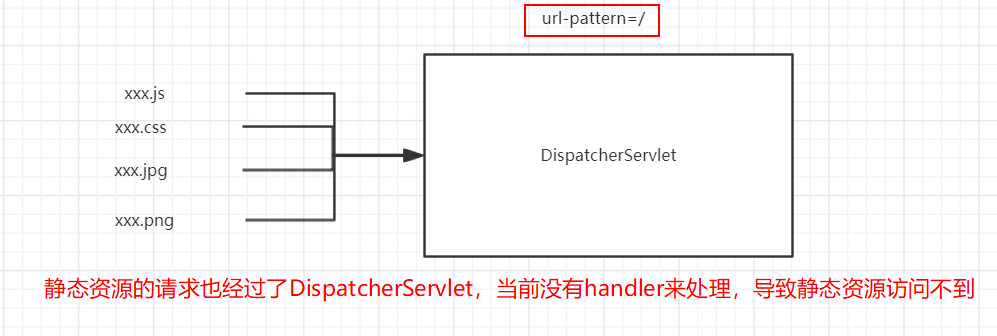 url-pattern=/
xxx.js
xxx.css
DispatcherServlet
xxx.jpg
xxx.png
静态资源的请求也经过了DispatcherServlet，当前没有handler来处理，导致静态资源访问不到